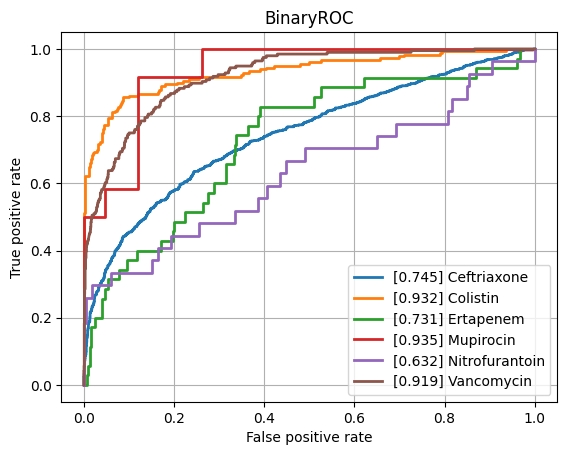 BinaryROC
True positive rate
1.0
0.8
0.6
0.4
0.2
0.0
[0.745] Ceftriaxone
[0.932] Colistin
[0.731] Ertapenem
[0.935] Mupirocin
[0.632] Nitrofurantoin
[0.919] Vancomycin
0.0 0.2 0.4 0.6 0.8 1.0
False positive rate